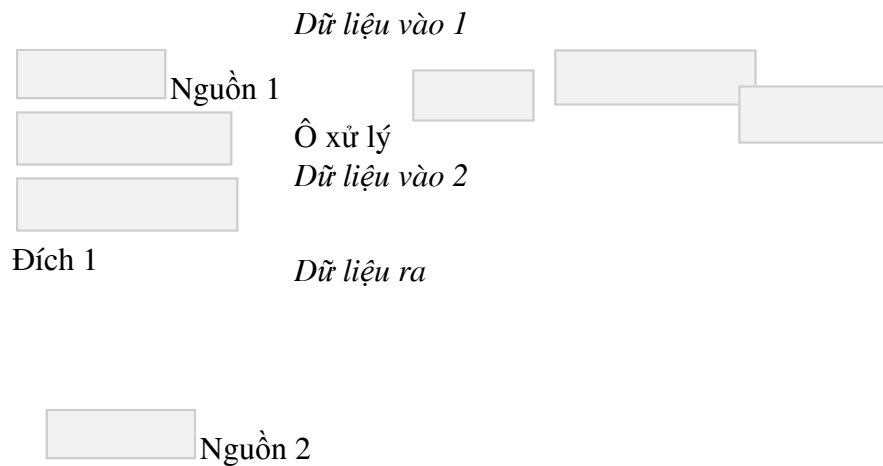 Dữ liệu vào 1
Nguồn 1
Ô xử lý
Dữ liệu vào 2
Đích 1
Dữ liệu ra
Nguồn 2